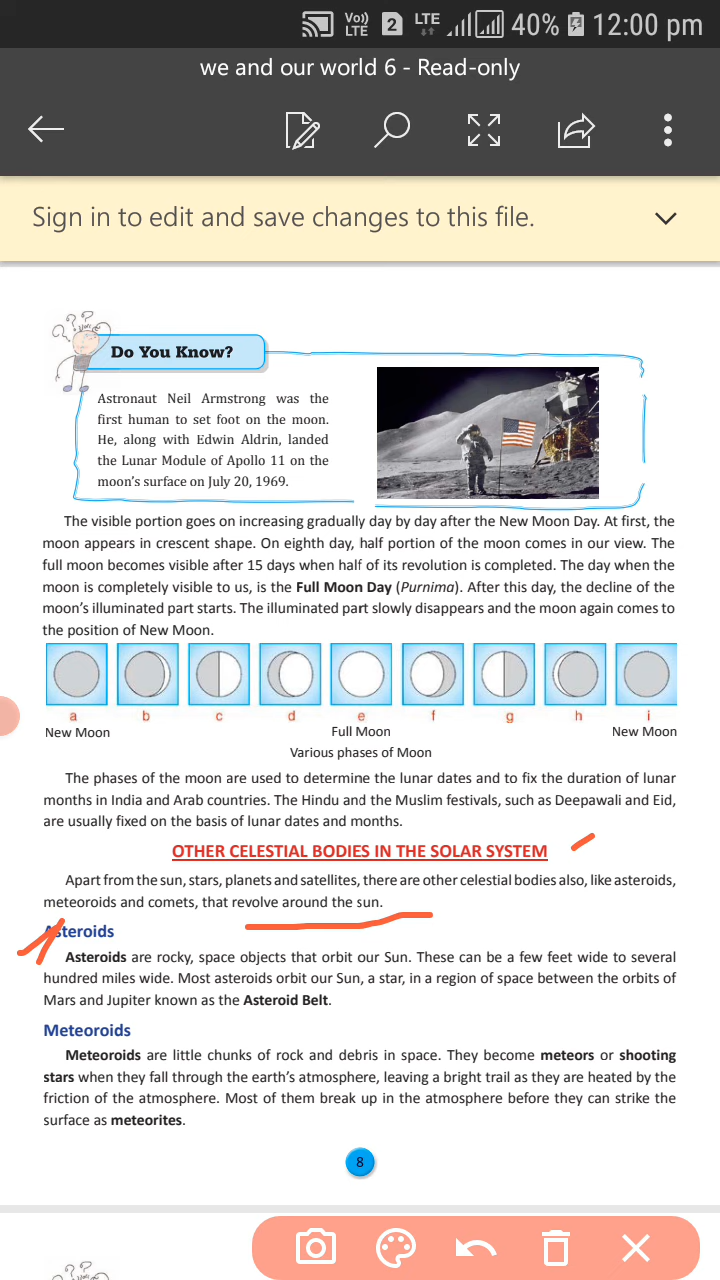 Vo)) LTE 2 LTE 40% 12:00 pm
we and our world 6 - Read-only
Sign in to edit and save changes to this file.
Do You Know?
Astronaut Neil Armstrong was the
first human to set foot on the moon.
He, along with Edwin Aldrin, landed
the Lunar Module of Apollo 11 on the
moon's surface on July 20, 1969.
The visible portion goes on increasing gradually day by day after the New Moon Day. At first, the
moon appears in crescent shape. On eighth day, half portion of the moon comes in our view. The
full moon becomes visible after 15 days when half of its revolution is completed. The day when the
moon is completely visible to us, is the Full Moon Day (Purnima). After this day, the decline of the
moon's illuminated part starts. The illuminated part slowly disappears and the moon again comes to
the position of New Moon.
a b c d e f g h i
New Moon Full Moon New Moon
Various phases of Moon
The phases of the moon are used to determine the lunar dates and to fix the duration of lunar
months in India and Arab countries. The Hindu and the Muslim festivals, such as Deepawali and Eid,
are usually fixed on the basis of lunar dates and months.
OTHER CELESTIAL BODIES IN THE SOLAR SYSTEM
Apart from the sun, stars, planets and satellites, there are other celestial bodies also, like asteroids,
meteoroids and comets, that revolve around the sun.
Asteroids
Asteroids are rocky, space objects that orbit our Sun. These can be a few feet wide to several
hundred miles wide. Most asteroids orbit our Sun, a star, in a region of space between the orbits of
Mars and Jupiter known as the Asteroid Belt.
Meteoroids
Meteoroids are little chunks of rock and debris in space. They become meteors or shooting
stars when they fall through the earth's atmosphere, leaving a bright trail as they are heated by the
friction of the atmosphere. Most of them break up in the atmosphere before they can strike the
surface as meteorites.
8